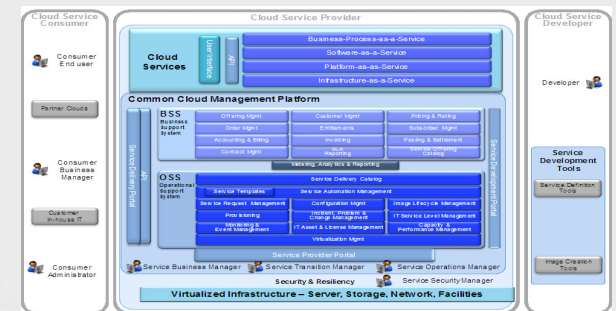 Cloud Service
Consumer
Cloud Service Provider
Cloud Service
Developer
Consumer
End user
Partner Clouds
Consumer
Business
Manager
Customer
in-house IT
Consumer
Administrator
Cloud
Services
User interface
API
Business-Process-as-a-Service
Software-as-a-Service
Platform-as-as-Service
Infrastructure-as-a-Service
Common Cloud Management Platform
Service Delivery Portal
API
BSS
Business
Support
System
Offering Mgmt
Customer Mgmt
Pricing & Rating
Order Mgmt
Entitlements
Subscriber Mgmt
Accounting & Billing
Invoicing
Peering & Settlement
Contract Mgmt
SLA
Reporting
Service Offering
Catalog
Metering, Analytics & Reporting
OSS
Operational
Support
System
Service Delivery Catalog
Service Templates
Service Automation Management
Service Request Management
Configuration Mgmt
Image Lifecycle Management
Provisioning
Incident, Problem &
Change Management
IT Service Level Management
Monitoring &
Event Management
IT Asset & License Management
Capacity &
Performance Management
Virtualization Mgmt
Service Development Portal
Service Provider Portal
Service Business Manager
Service Transition Manager
Service Operations Manager
Security & Resiliency
Service Security Manager
Virtualized Infrastructure – Server, Storage, Network, Facilities
Developer
Service
Development
Tools
Service Definition
Tools
Image Creation
Tools